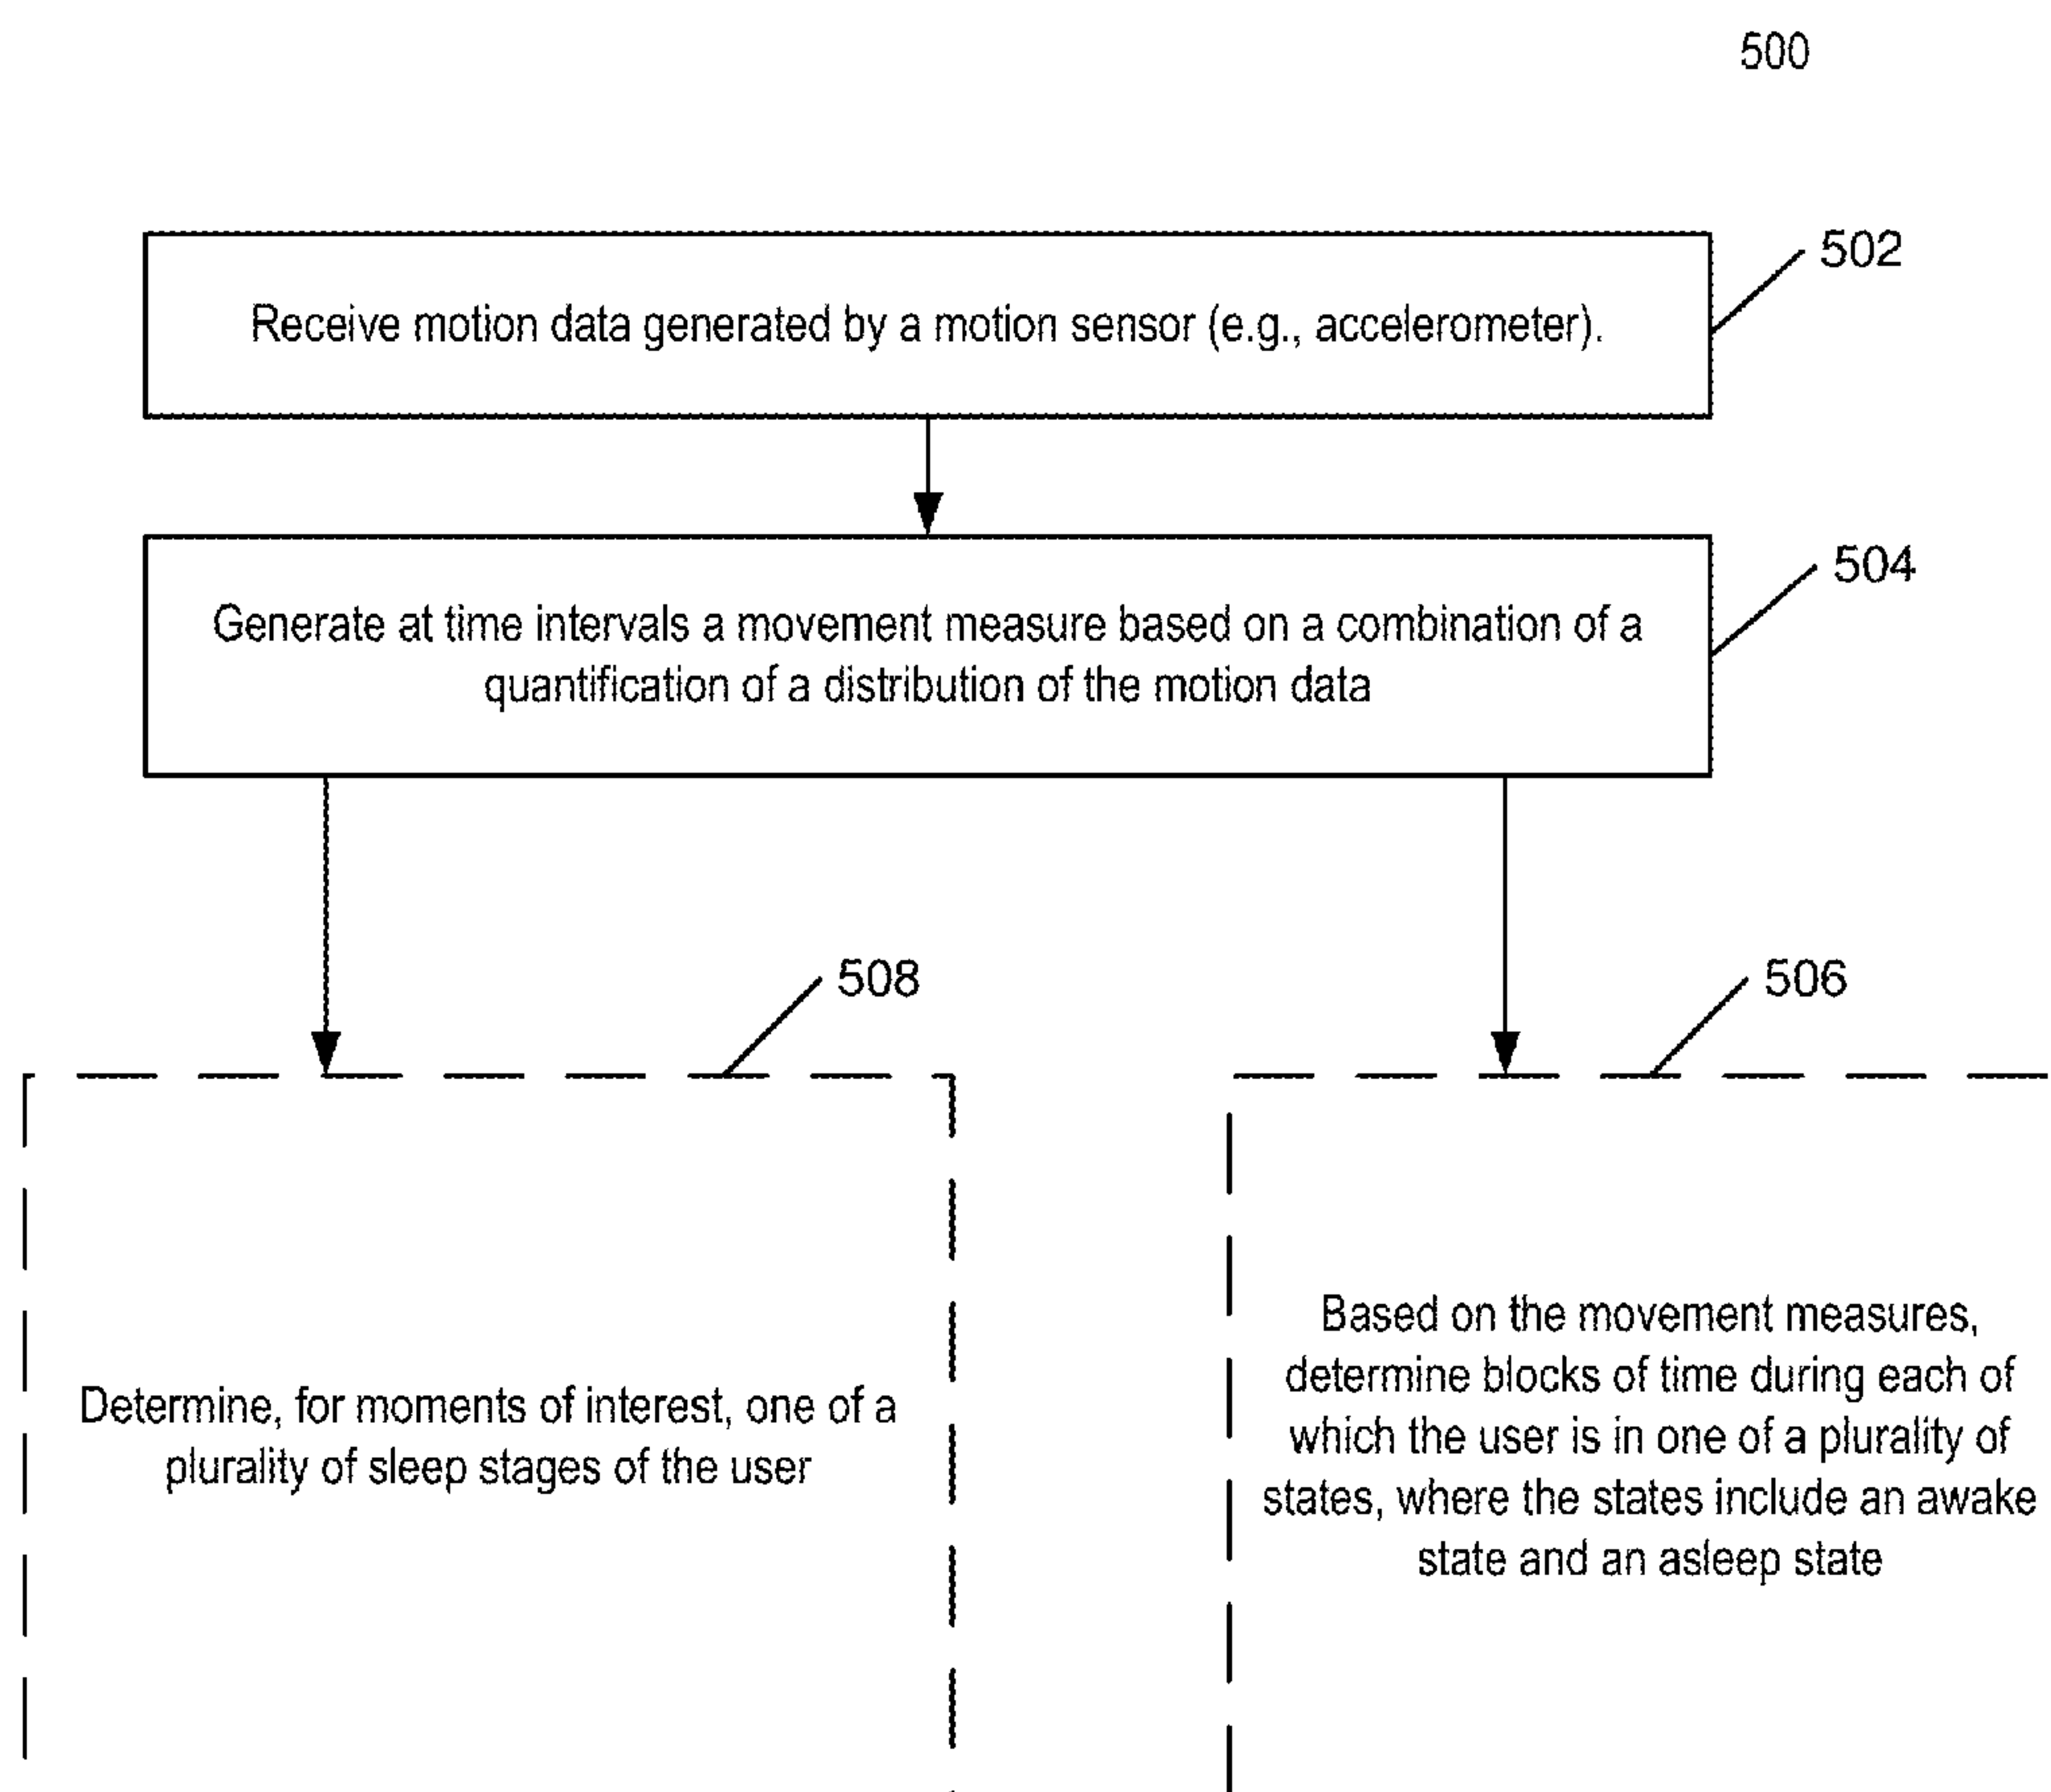 500
502
Receive motion data generated by a motion sensor (e.g., accelerometer).
504
Generate at time intervals a movement measure based on a combination of a
quantification of a distribution of the motion data
508
506
Determine, for moments of interest, one of a
plurality of sleep stages of the user
Based on the movement measures,
determine blocks of time during each of
which the user is in one of a plurality of
states, where the states include an awake
state and an asleep state